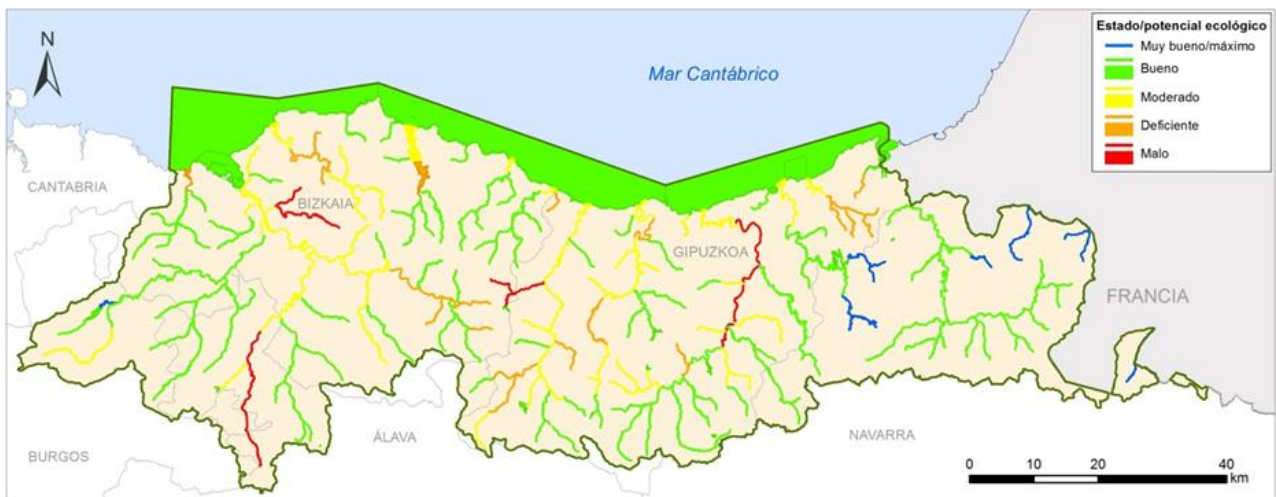 Estado/potencial ecológico
Muy bueno/máximo
Bueno
Moderado
Deficiente
Malo
N
Mar Cantábrico
CANTABRIA
BIZKAIA
GIPUZKOA
FRANCIA
BURGOS
ÁLAVA
NAVARRA
0 10 20 40
km